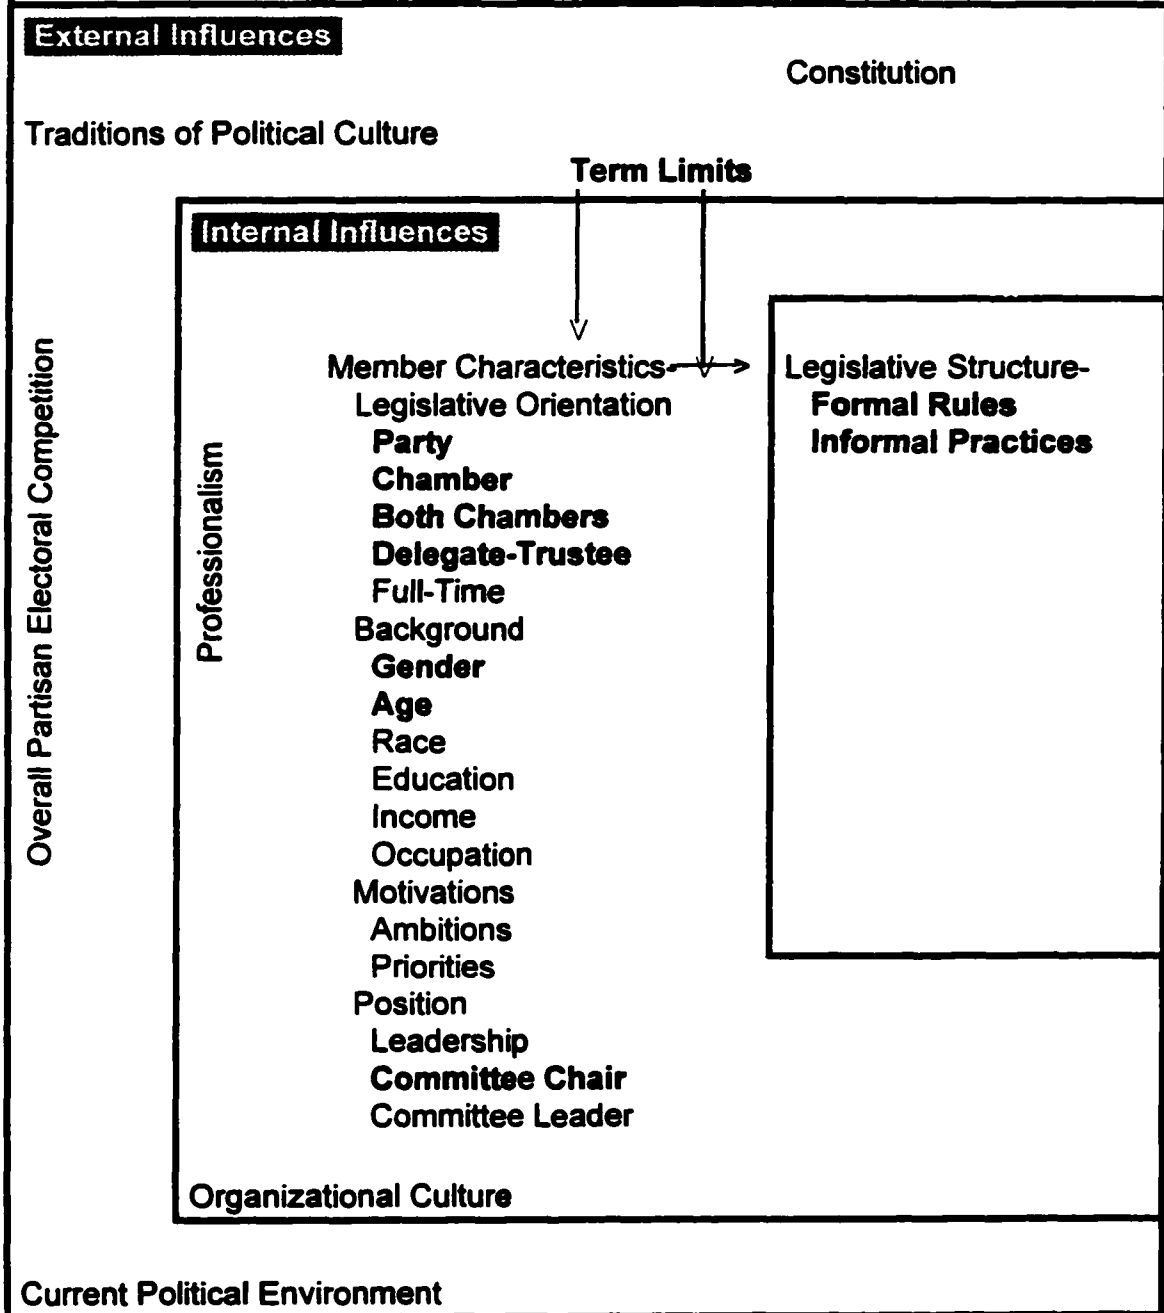 External Influences
Constitution
Traditions of Political Culture
Term Limits
Internal Influences
Overall Partisan Electoral Competition
Professionalism
Member Characteristics-
Legislative Orientation
Party
Chamber
Both Chambers
Delegate-Trustee
Full-Time
Background
Gender
Age
Race
Education
Income
Occupation
Motivations
Ambitions
Priorities
Position
Leadership
Committee Chair
Committee Leader
Legislative Structure-
Formal Rules
Informal Practices
Organizational Culture
Current Political Environment